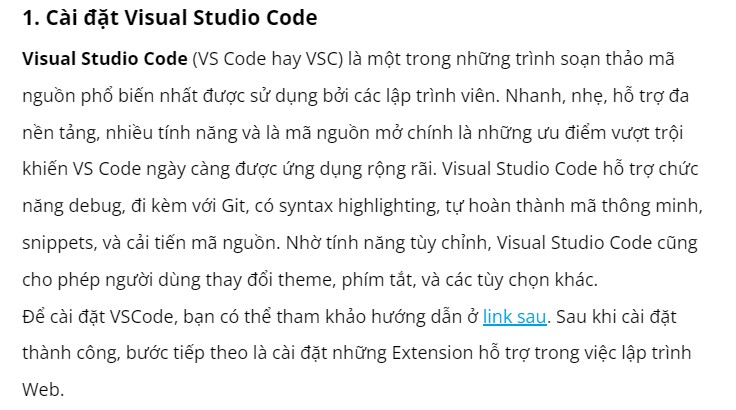 1. Cài đặt Visual Studio Code
Visual Studio Code (VS Code hay VSC) là một trong những trình soạn thảo mã
nguồn phổ biến nhất được sử dụng bởi các lập trình viên. Nhanh, nhẹ, hỗ trợ đa
nền tảng, nhiều tính năng và là mã nguồn mở chính là những ưu điểm vượt trội
khiến VS Code ngày càng được ứng dụng rộng rãi. Visual Studio Code hỗ trợ chức
năng debug, đi kèm với Git, có syntax highlighting, tự hoàn thành mã thông minh,
snippets, và cải tiến mã nguồn. Nhờ tính năng tùy chỉnh, Visual Studio Code cũng
cho phép người dùng thay đổi theme, phím tắt, và các tùy chọn khác.
Để cài đặt VSCode, bạn có thể tham khảo hướng dẫn ở link sau. Sau khi cài đặt
thành công, bước tiếp theo là cài đặt những Extension hỗ trợ trong việc lập trình
Web.